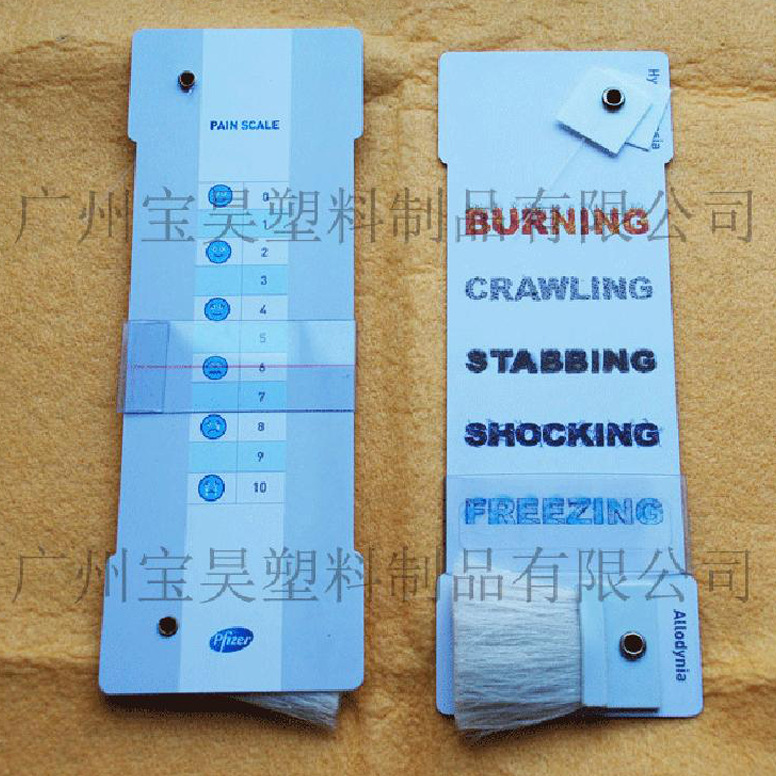 PAIN SCALE
0
1
2
3
4
5
6
7
8
9
10
Pfizer
Hy
sia
BURNING
CRAWLING
STABBING
SHOCKING
FREEZING
Allodynia
广州宝昊塑料制品有限公司
广州宝昊塑料制品有限公司